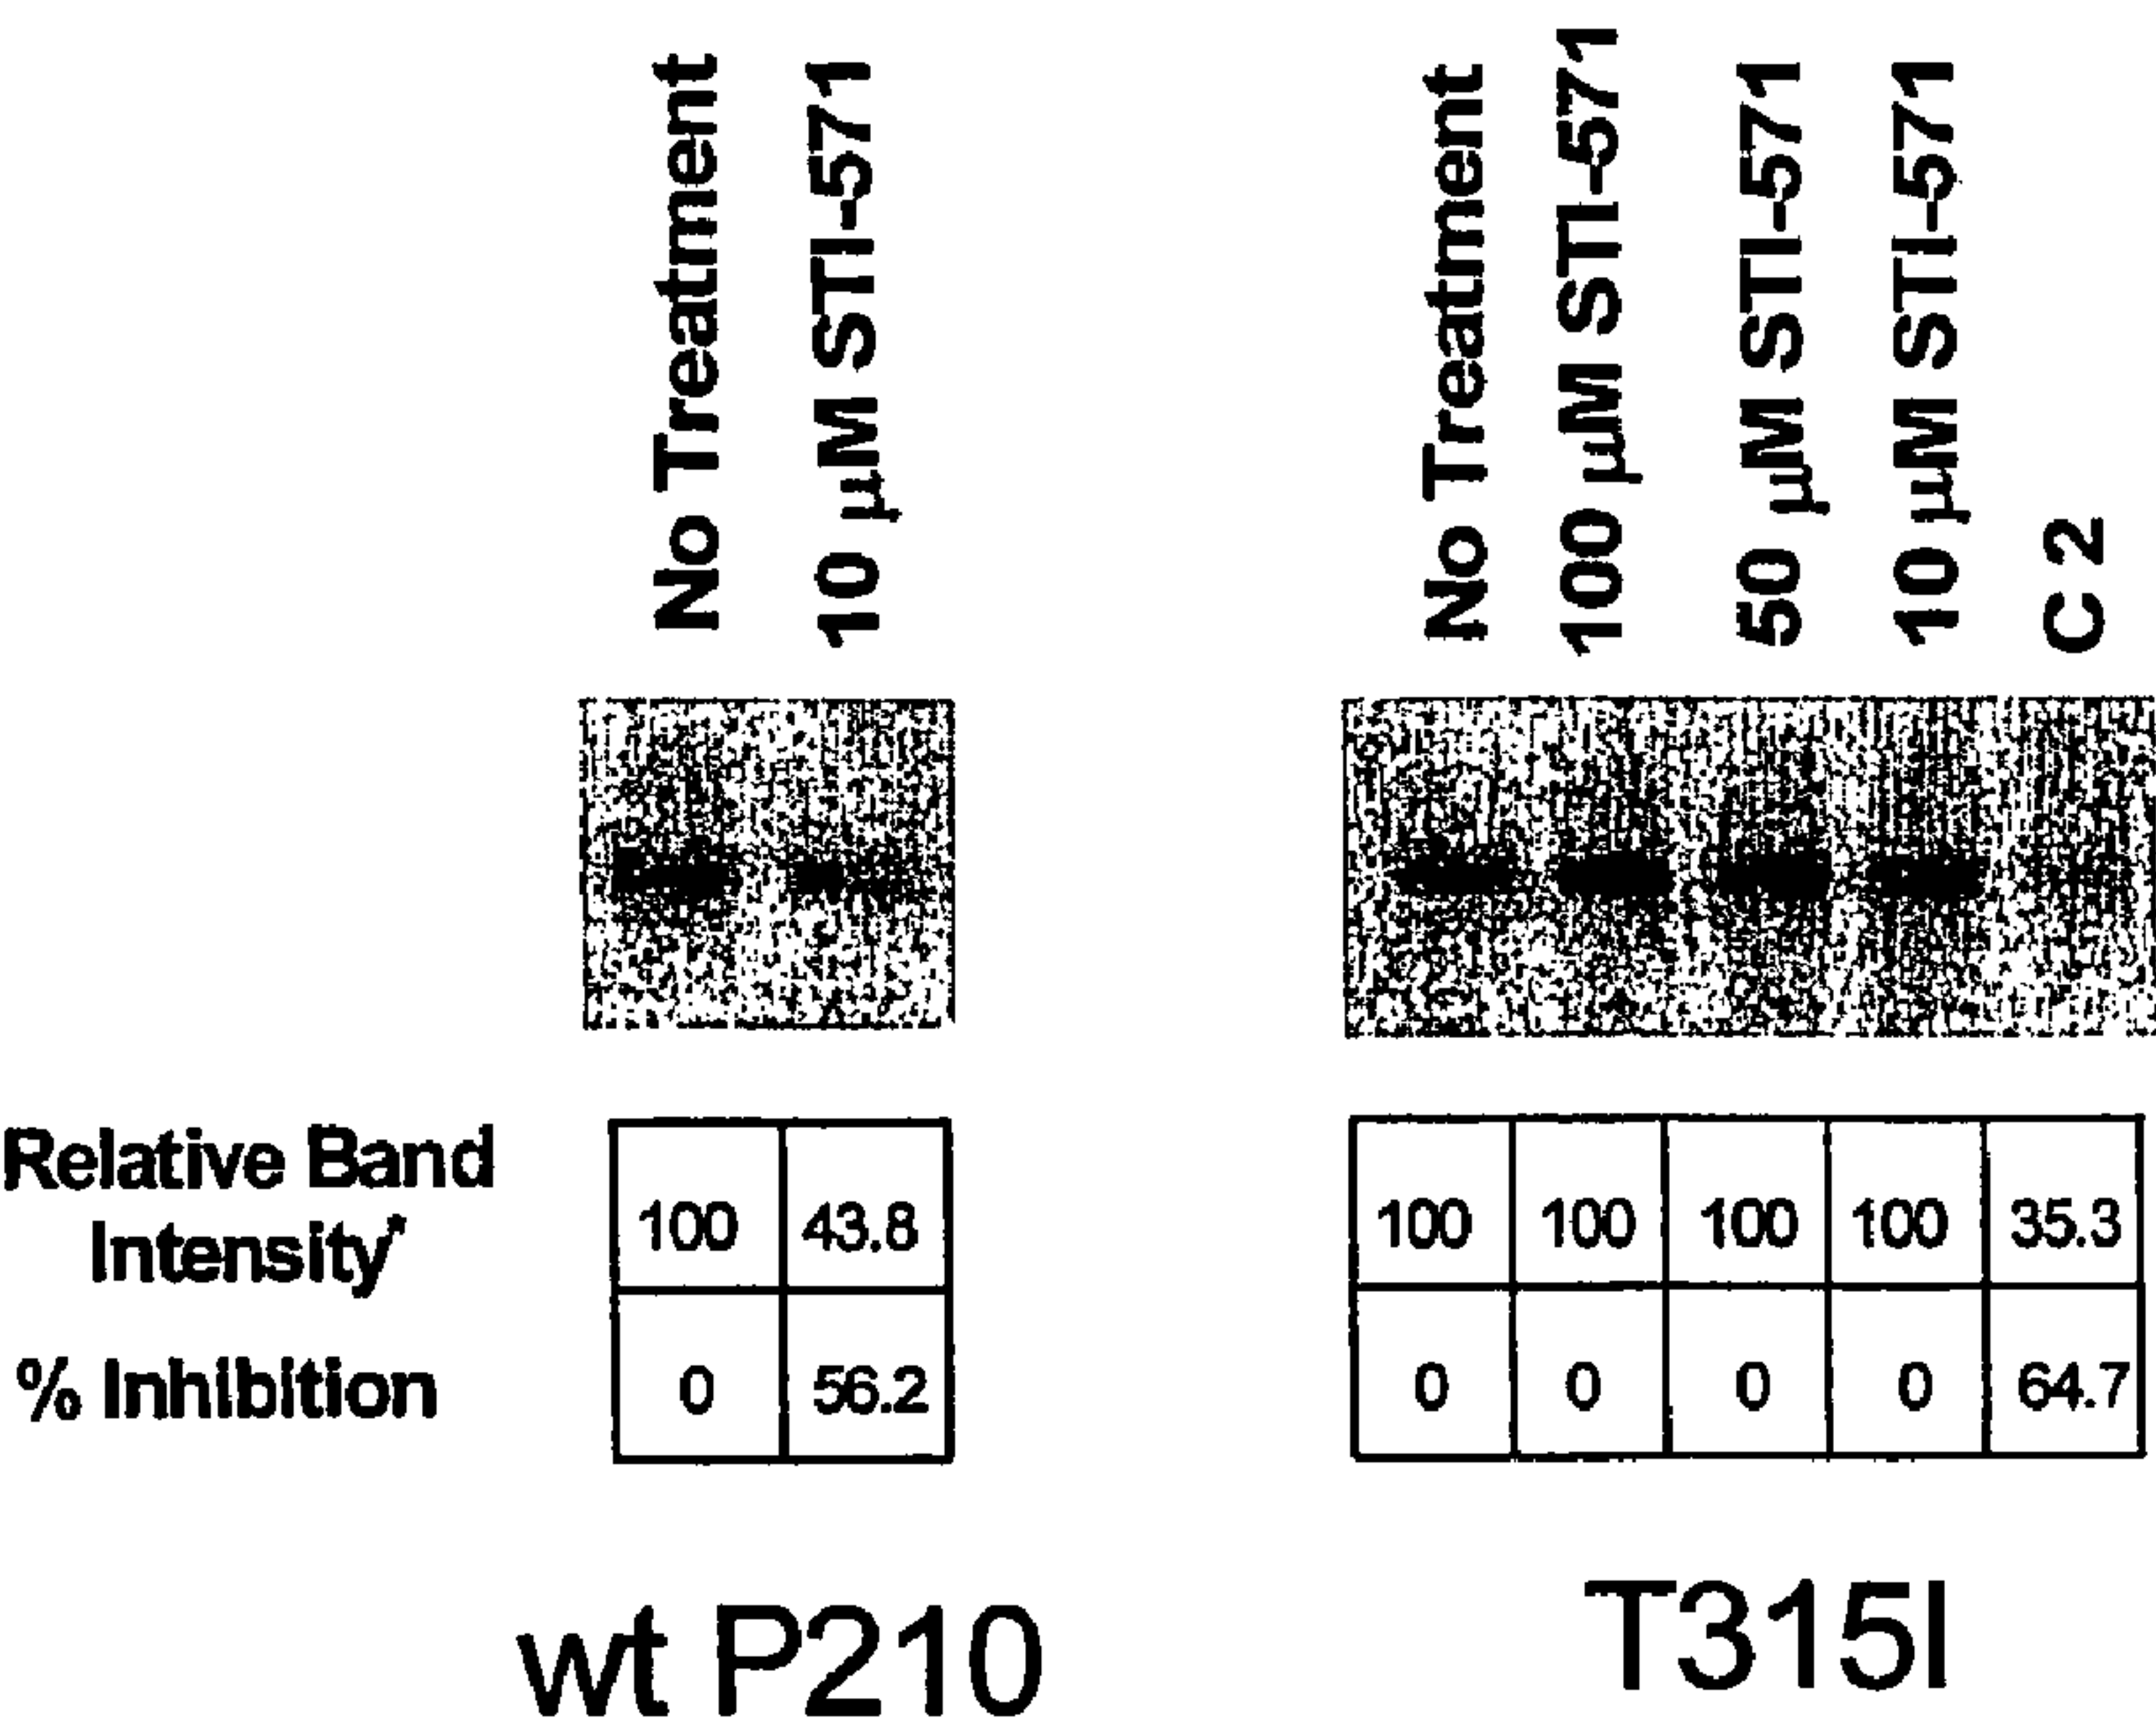 No Treatment
10 µM STI-571
No Treatment
100 µM STI-571
50 µM STI-571
10 µM STI-571
C 2
Relative Band
Intensity*
100 43.8
100 100 100 100 35.3
% Inhibition
0 56.2
0 0 0 0 64.7
wt P210
T315I